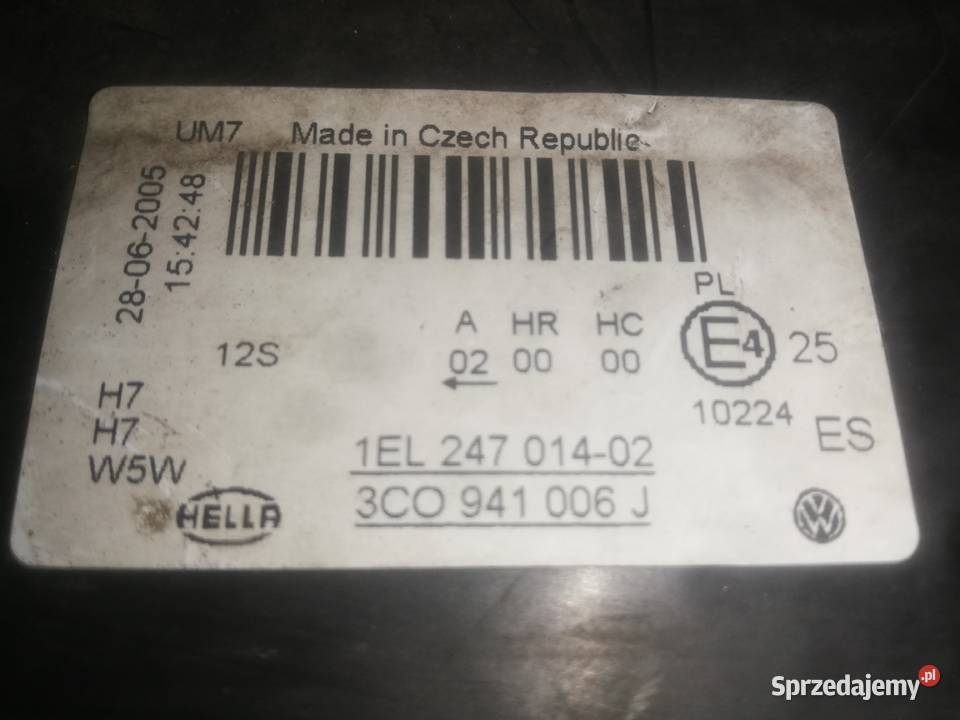 UM7 Made in Czech Republic
28-06-2005
15:42:48
PL
A HR HC
E4 25
12S
02 00 00
H7
10224
H7
ES
1EL 247 014-02
W5W
3CO 941 006 J
HELLA
VW
Sprzedajemy.pl